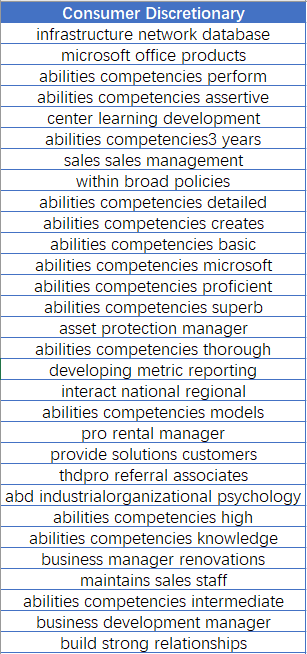 Consumer Discretionary
infrastructure network database
microsoft office products
abilities competencies perform
abilities competencies assertive
center learning development
abilities competencies3 years
sales sales management
within broad policies
abilities competencies detailed
abilities competencies creates
abilities competencies basic
abilities competencies microsoft
abilities competencies proficient
abilities competencies superb
asset protection manager
abilities competencies thorough
developing metric reporting
interact national regional
abilities competencies models
pro rental manager
provide solutions customers
thdpro referral associates
abd industrialorganizational psychology
abilities competencies high
abilities competencies knowledge
business manager renovations
maintains sales staff
abilities competencies intermediate
business development manager
build strong relationships